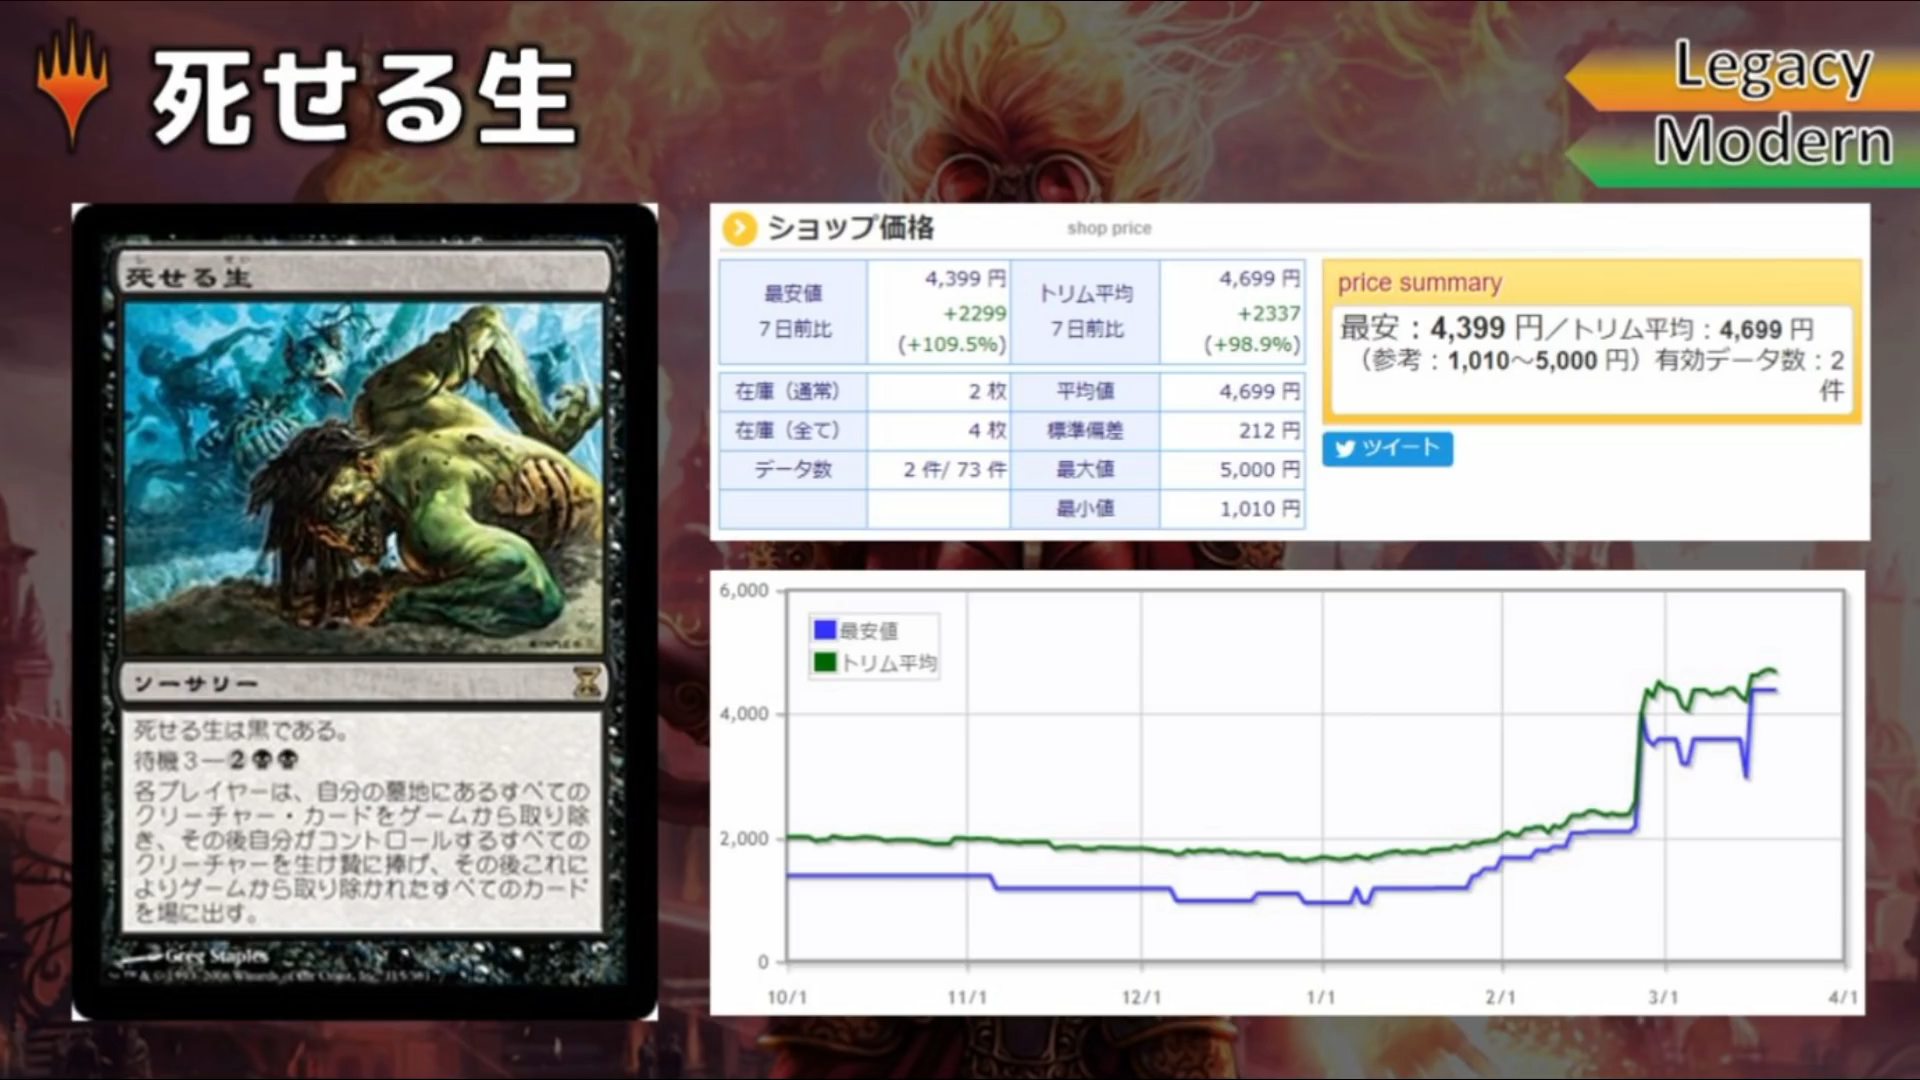 死せる生
Legacy
Modern
死せる生
ソーサリー
死せる生は黒である。
待機3―2
各プレイヤーは、自分の墓地にあるすべての
クリーチャー・カードをゲームから取り除
き、その後自分がコントロールするすべての
クリーチャーを生け贄に捧げ、その後これに
よりゲームから取り除かれたすべてのカード
を場に出す。
Greg Staples
ショップ価格 shop price
最安値 7日前比 4,399 円 +2299 (+109.5%) トリム平均 7日前比 4,699 円 +2337 (+98.9%)
在庫（通常） 2 枚 平均値 4,699 円
在庫（全て） 4 枚 標準偏差 212 円
データ数 2 件/ 73 件 最大値 5,000 円
最小値 1,010 円
price summary
最安：4,399 円／トリム平均：4,699 円
（参考：1,010～5,000 円）有効データ数：2
件
ツイート
6,000
4,000
2,000
0
最安値
トリム平均
10/1 11/1 12/1 1/1 2/1 3/1 4/1